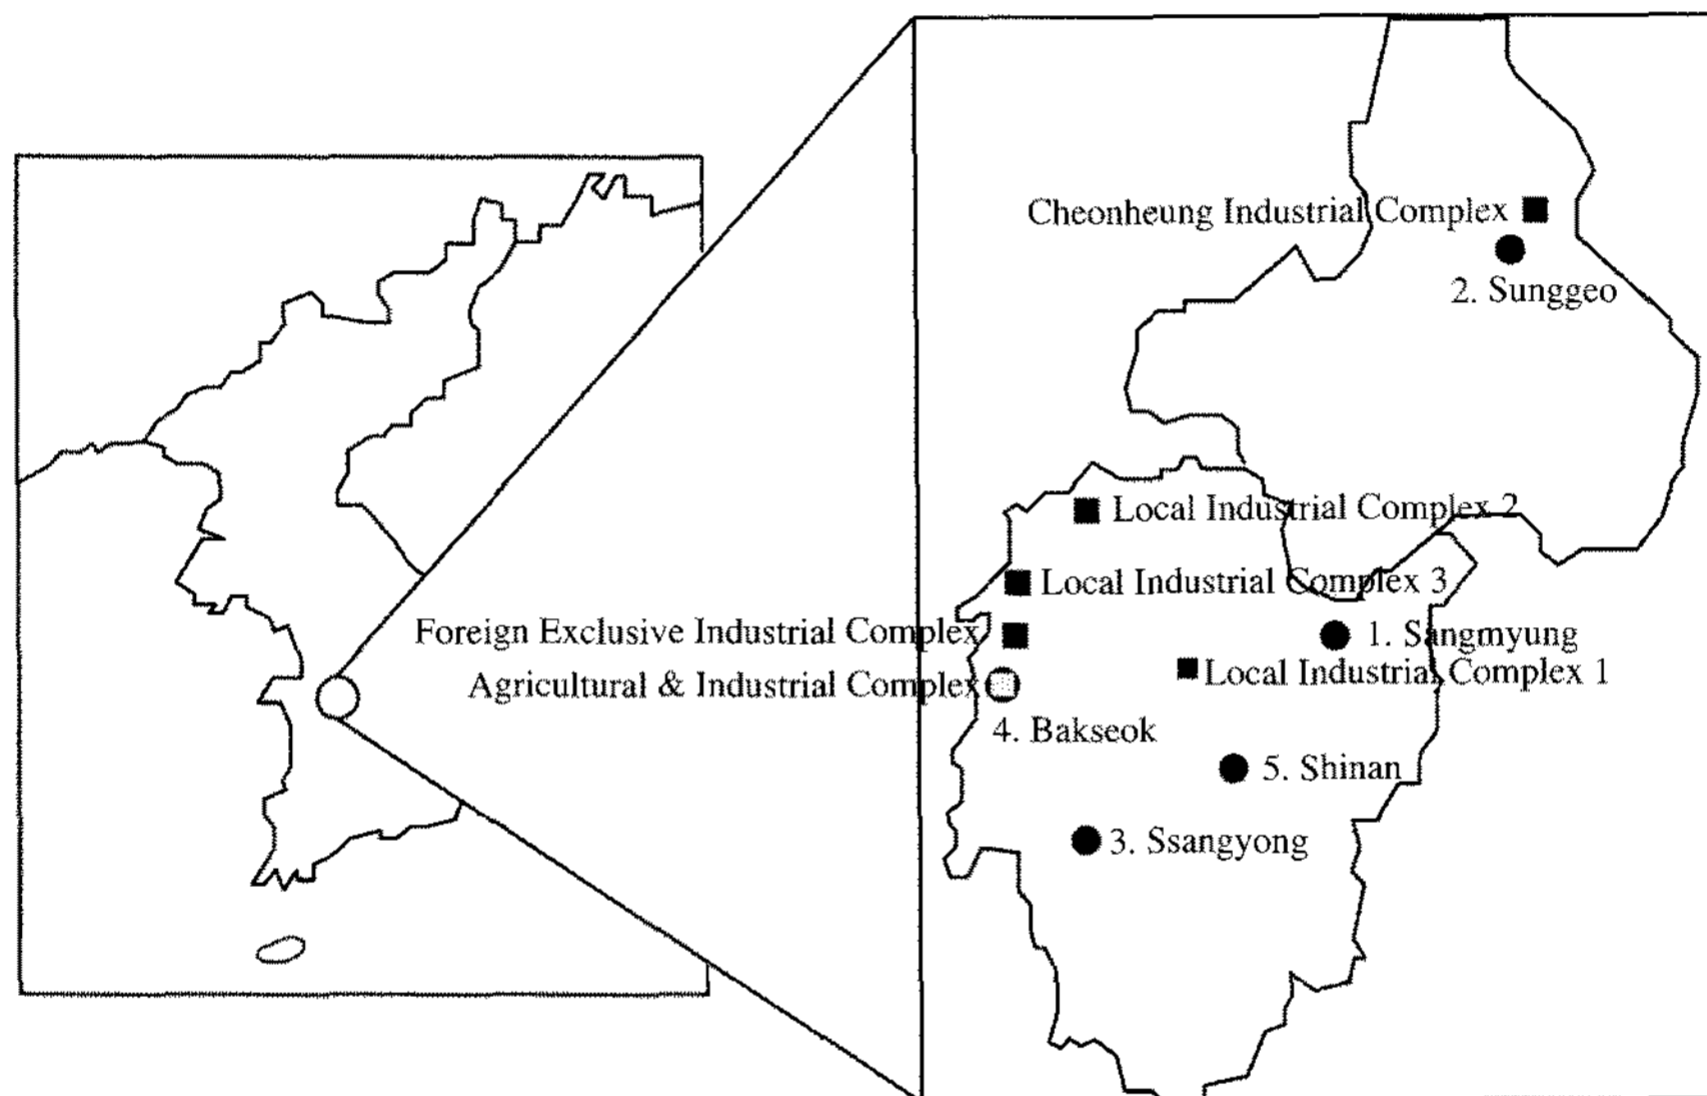 Cheonheung Industrial Complex
2. Sunggeo
Local Industrial Complex 2
Local Industrial Complex 3
Foreign Exclusive Industrial Complex
1. Sangmyung
Local Industrial Complex 1
Agricultural & Industrial Complex
4. Bakseok
5. Shinan
3. Ssangyong